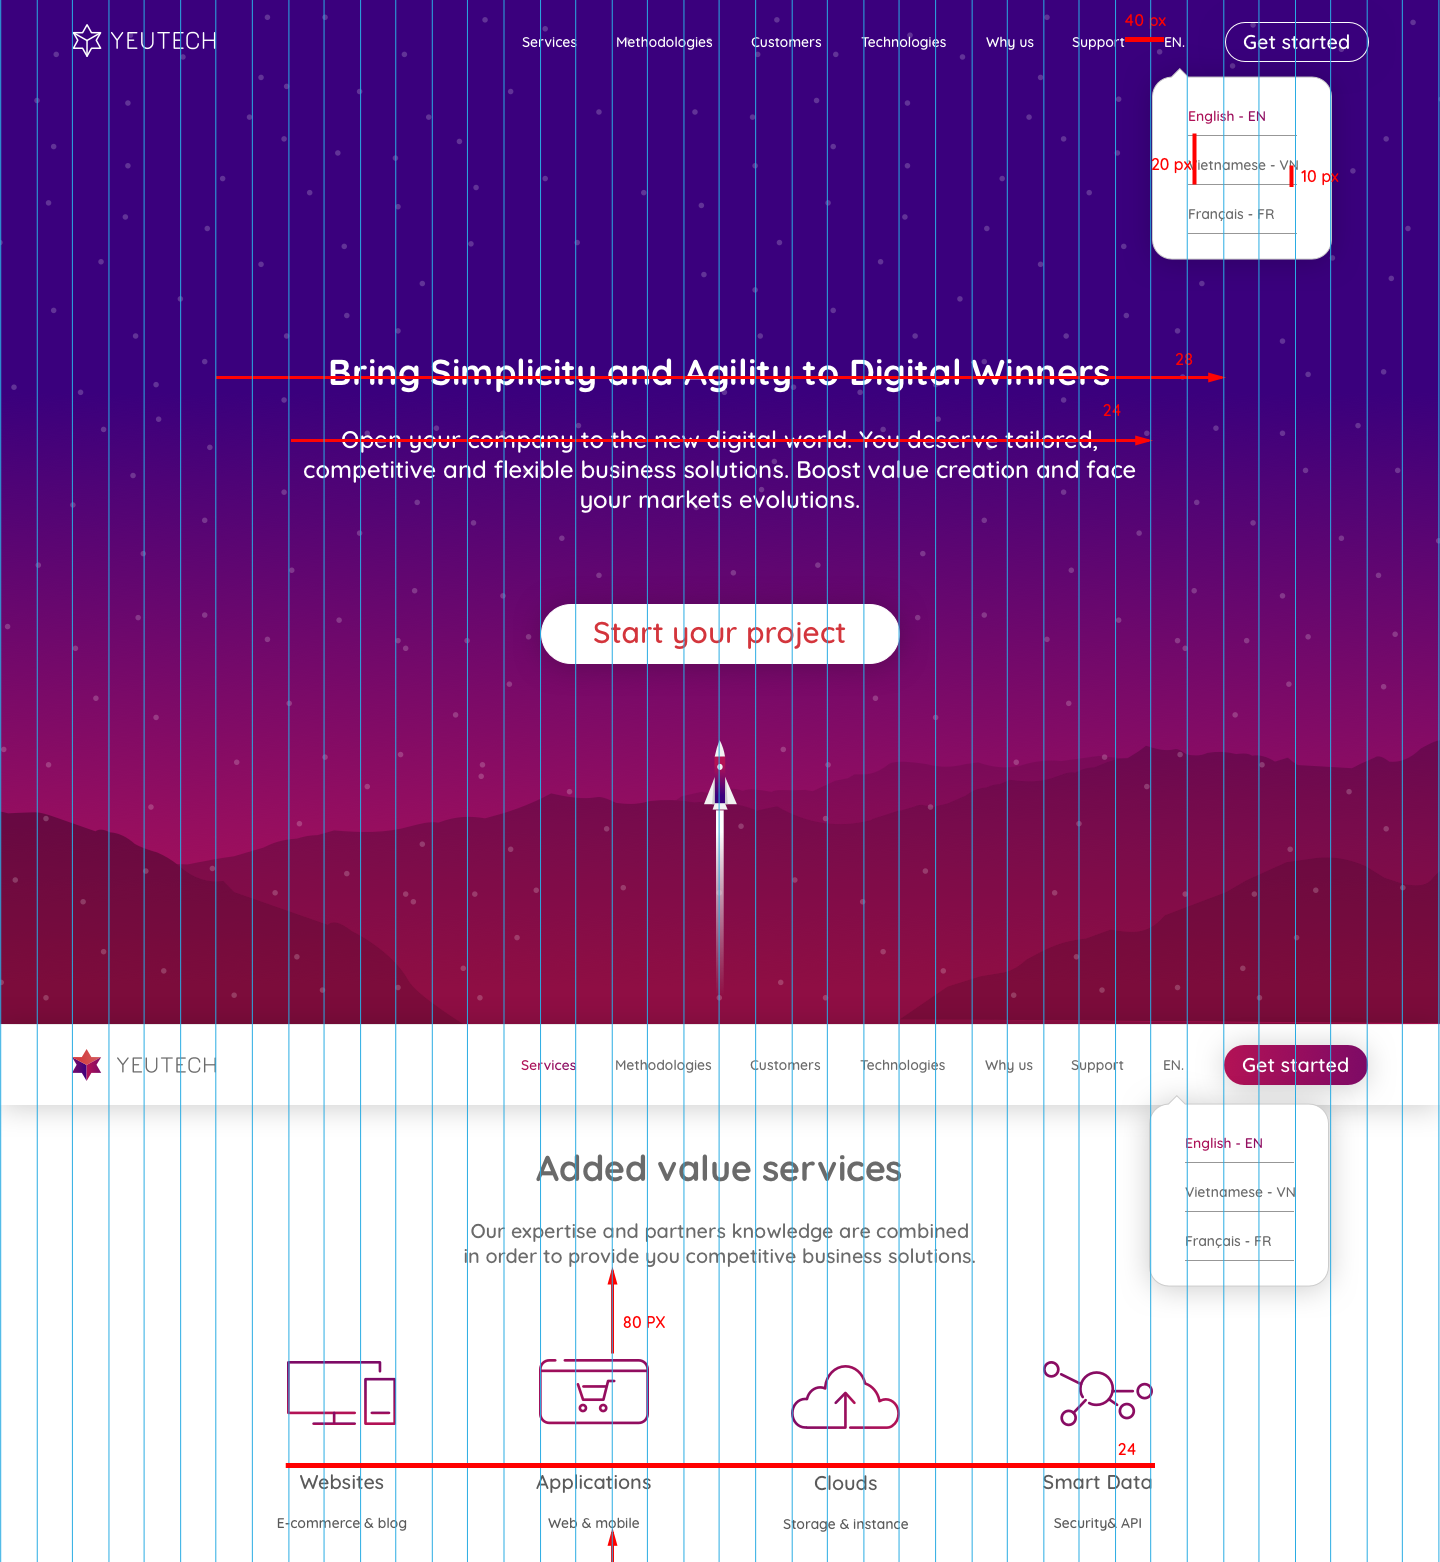 YEUTECH
Services Methodologies Customers Technologies Why us Support EN. Get started
40 px
English - EN
Vietnamese - VN
20 px
10 px
Français - FR
Bring Simplicity and Agility to Digital Winners
28
24
Open your company to the new digital world. You deserve tailored,
competitive and flexible business solutions. Boost value creation and face
your markets evolutions.
Start your project
YEUTECH
Services Methodologies Customers Technologies Why us Support EN. Get started
English - EN
Vietnamese - VN
Français - FR
Added value services
Our expertise and partners knowledge are combined
in order to provide you competitive business solutions.
80 PX
24
Websites Applications Clouds Smart Data
E-commerce & blog Web & mobile Storage & instance Security& API